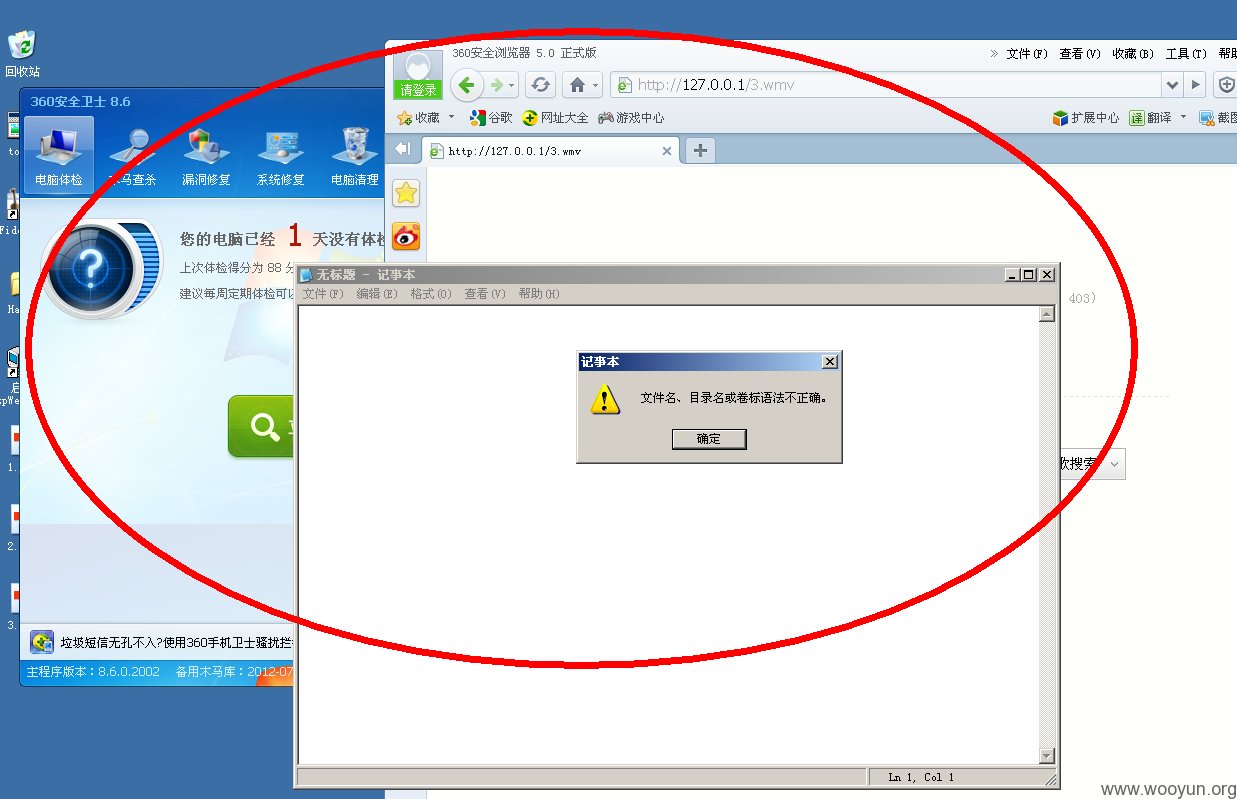 回收站
360安全卫士 8.6
电脑体检
木马查杀
漏洞修复
系统修复
电脑清理
您的电脑已经 1 天没有体检
上次体检得分为 88 分
建议每周定期体检可以
垃圾短信无孔不入?使用360手机卫士骚扰拦
主程序版本：8.6.0.2002 备用木马库：2012-07
1.
2.
3.
360安全浏览器 5.0 正式版
» 文件(F) 查看(V) 收藏(B) 工具(T) 帮助
请登录
http://127.0.0.1/3.wmv
收藏 谷歌 网址大全 游戏中心
扩展中心 翻译 截图
http://127.0.0.1/3.wmv
403)
歌搜索
无标题 - 记事本
文件(F) 编辑(E) 格式(O) 查看(V) 帮助(H)
记事本
文件名、目录名或卷标语法不正确。
确定
Ln 1, Col 1
www.wooyun.org